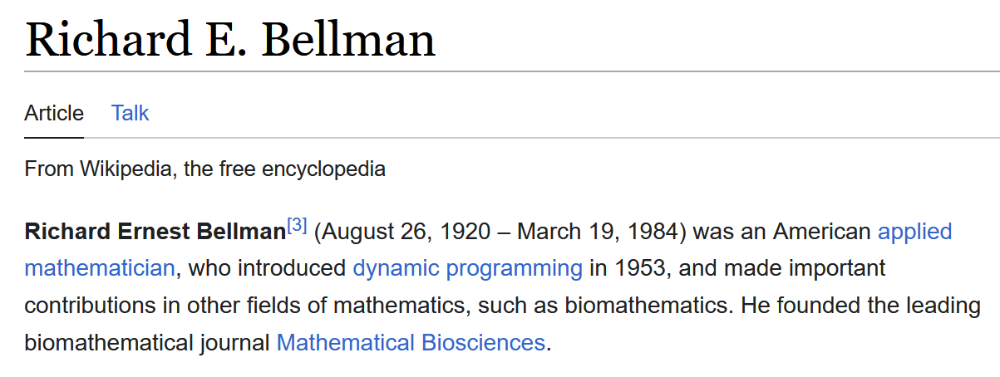 Richard E. Bellman
Article Talk
From Wikipedia, the free encyclopedia
Richard Ernest Bellman[3] (August 26, 1920 – March 19, 1984) was an American applied
mathematician, who introduced dynamic programming in 1953, and made important
contributions in other fields of mathematics, such as biomathematics. He founded the leading
biomathematical journal Mathematical Biosciences.